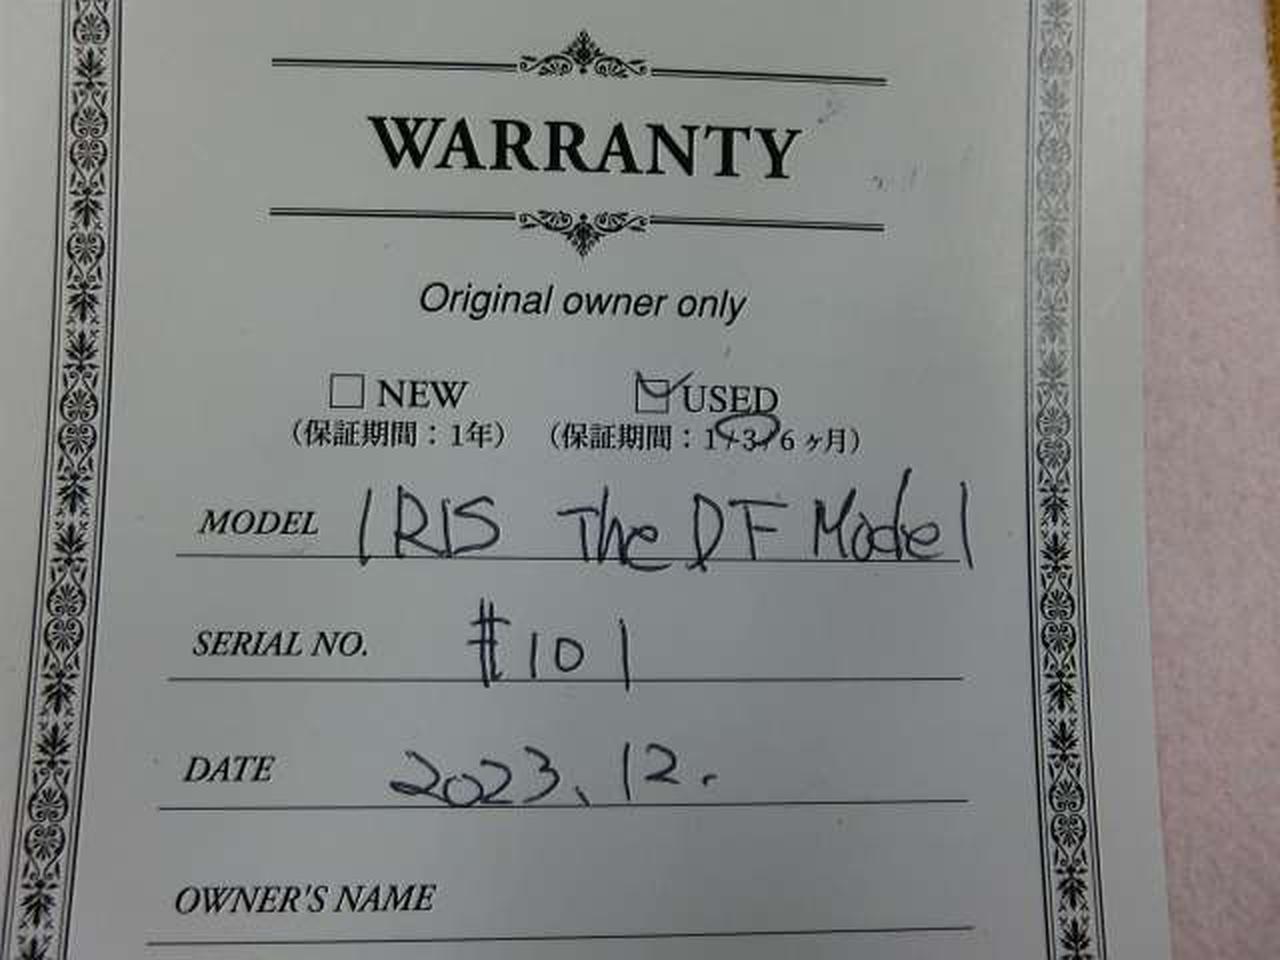 WARRANTY
Original owner only
□ NEW ☑ USED
（保証期間：1年）（保証期間：1・3・6 ヶ月）
MODEL IRIS The DF Model
SERIAL NO. #101
DATE 2023、12.
OWNER'S NAME